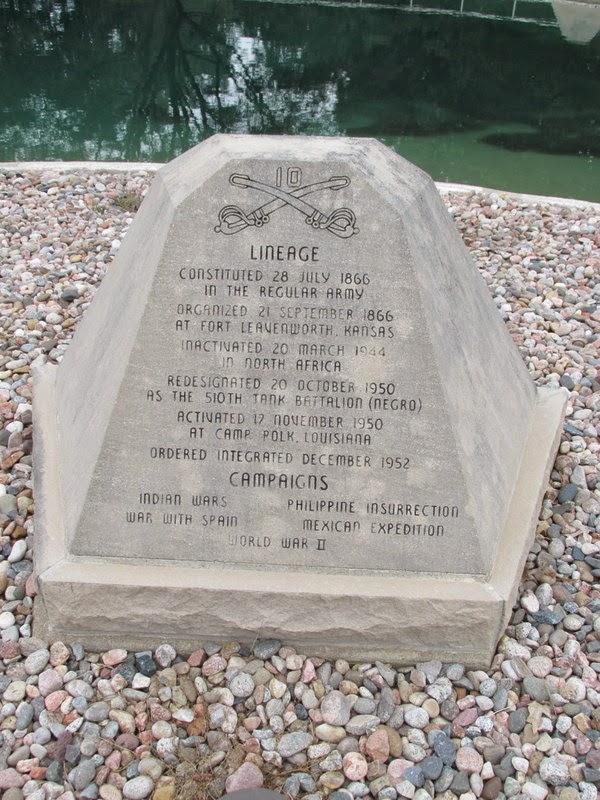 10
LINEAGE
CONSTITUTED 28 JULY 1866
IN THE REGULAR ARMY
ORGANIZED 21 SEPTEMBER 1866
AT FORT LEAVENWORTH, KANSAS
INACTIVATED 20 MARCH 1944
IN NORTH AFRICA
REDESIGNATED 20 OCTOBER 1950
AS THE 510TH TANK BATTALION (NEGRO)
ACTIVATED 17 NOVEMBER 1950
AT CAMP POLK, LOUISIANA
ORDERED INTEGRATED DECEMBER 1952
CAMPAIGNS
INDIAN WARS PHILIPPINE INSURRECTION
WAR WITH SPAIN MEXICAN EXPEDITION
WORLD WAR II